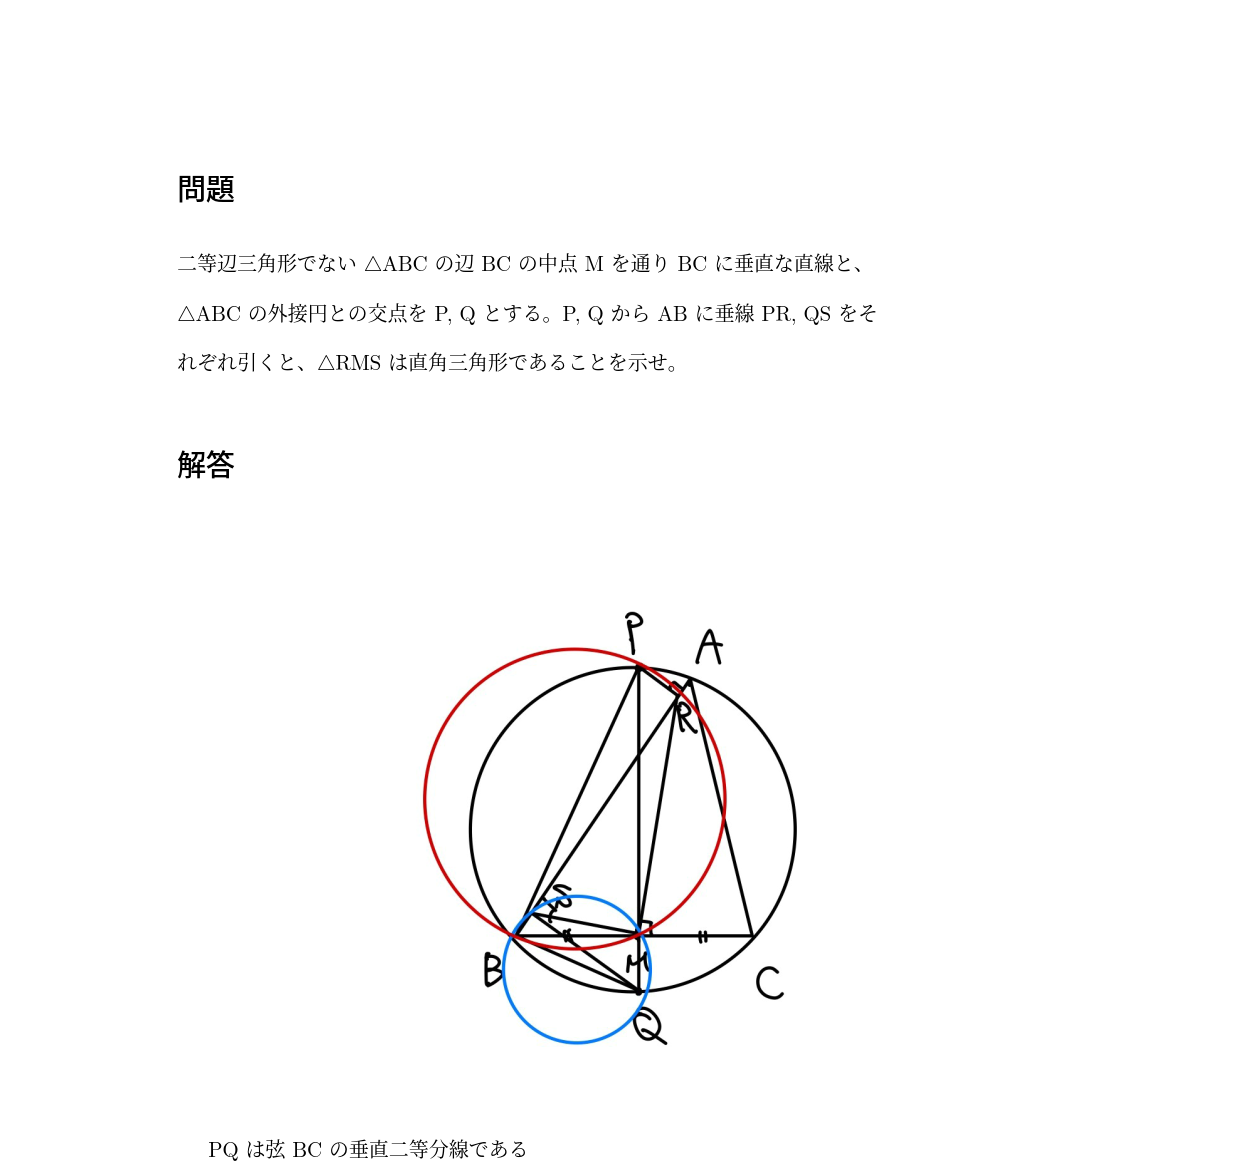 問題
二等辺三角形でない △ABC の辺 BC の中点 M を通り BC に垂直な直線と、
△ABC の外接円との交点を P, Q とする。P, Q から AB に垂線 PR, QS をそ
れぞれ引くと、△RMS は直角三角形であることを示せ。
解答
P
A
R
S
B
M
C
Q
PQ は弦 BC の垂直二等分線である